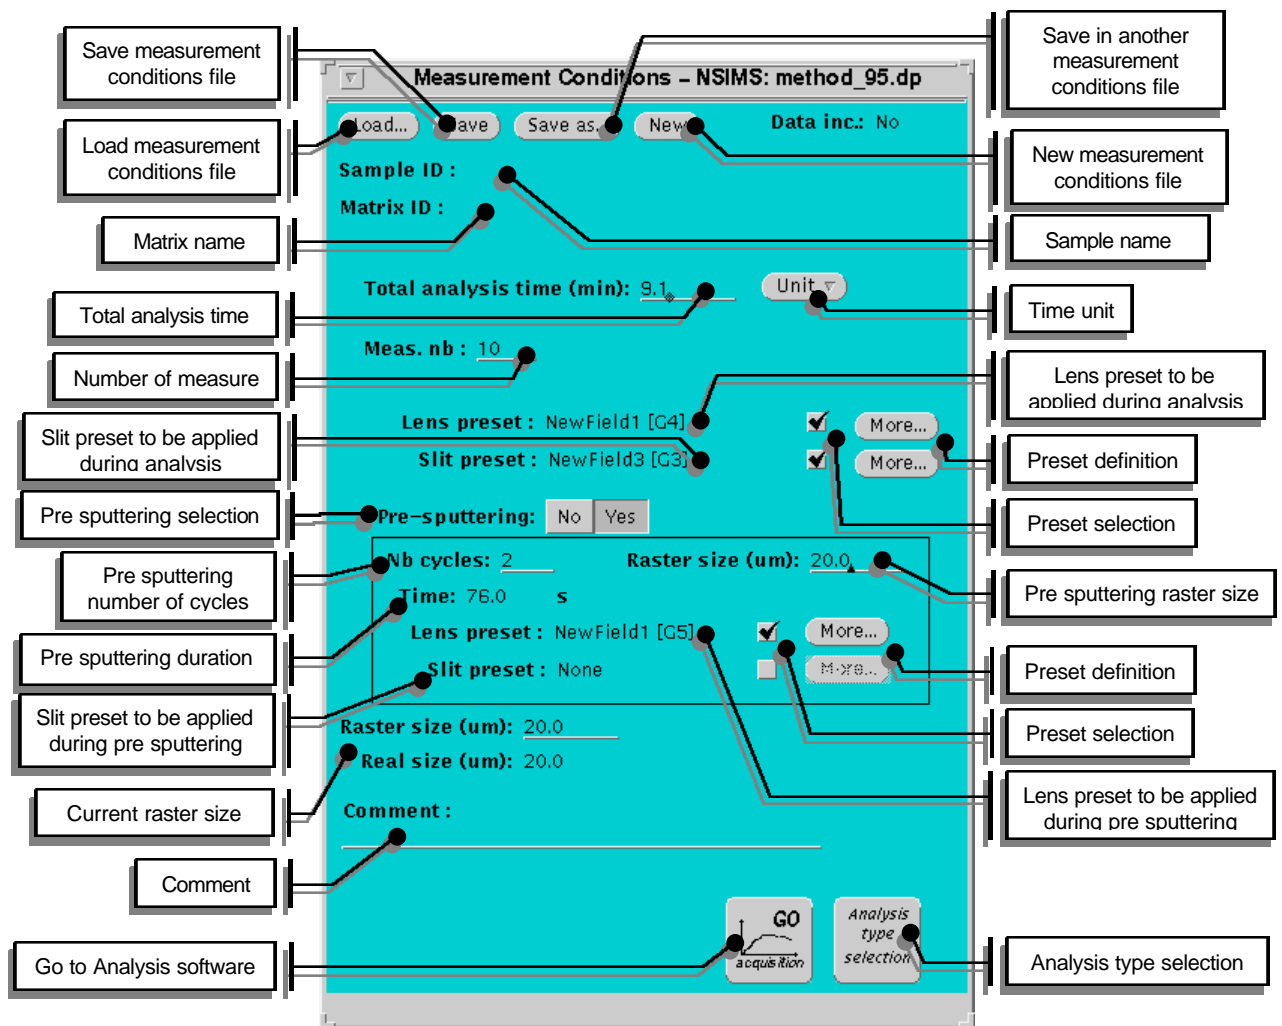 Save measurement
conditions file
Load measurement
conditions file
Matrix name
Total analysis time
Number of measure
Slit preset to be applied
during analysis
Pre sputtering selection
Pre sputtering
number of cycles
Pre sputtering duration
Slit preset to be applied
during pre sputtering
Current raster size
Comment
Go to Analysis software
Measurement Conditions – NSIMS: method_95.dp
Load... Save Save as... New Data inc.: No
Sample ID :
Matrix ID :
Total analysis time (min): 9.1 Unit
Meas. nb : 10
Lens preset : NewField1 [G4] More...
Slit preset : NewField3 [G3] More...
Pre-sputtering: No Yes
Nb cycles: 2 Raster size (um): 20.0
Time: 76.0 s
Lens preset : NewField1 [G5] More...
Slit preset : None More...
Raster size (um): 20.0
Real size (um): 20.0
Comment :
GO
acquisition
Analysis
type
selection
Save in another
measurement
conditions file
New measurement
conditions file
Sample name
Time unit
Lens preset to be
applied during analysis
Preset definition
Preset selection
Pre sputtering raster size
Preset definition
Preset selection
Lens preset to be applied
during pre sputtering
Analysis type selection